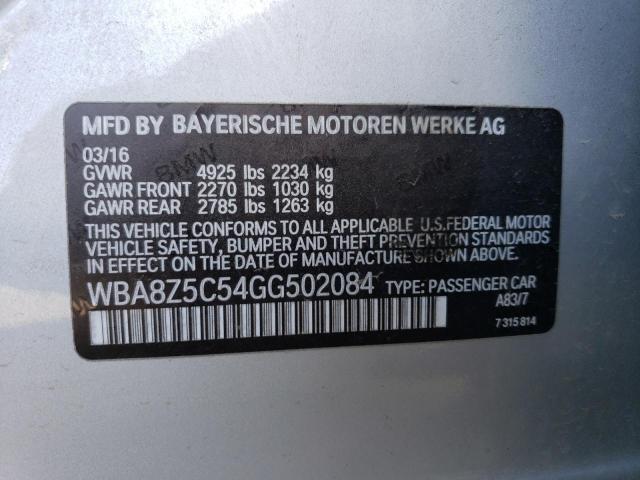 MFD BY BAYERISCHE MOTOREN WERKE AG
03/16
GVWR 4925 lbs 2234 kg
GAWR FRONT 2270 lbs 1030 kg
GAWR REAR 2785 lbs 1263 kg
THIS VEHICLE CONFORMS TO ALL APPLICABLE U.S.FEDERAL MOTOR
VEHICLE SAFETY, BUMPER AND THEFT PREVENTION STANDARDS
IN EFFECT ON THE DATE OF MANUFACTURE SHOWN ABOVE.
WBA8Z5C54GG502084 TYPE: PASSENGER CAR
A83/7
7 315 814